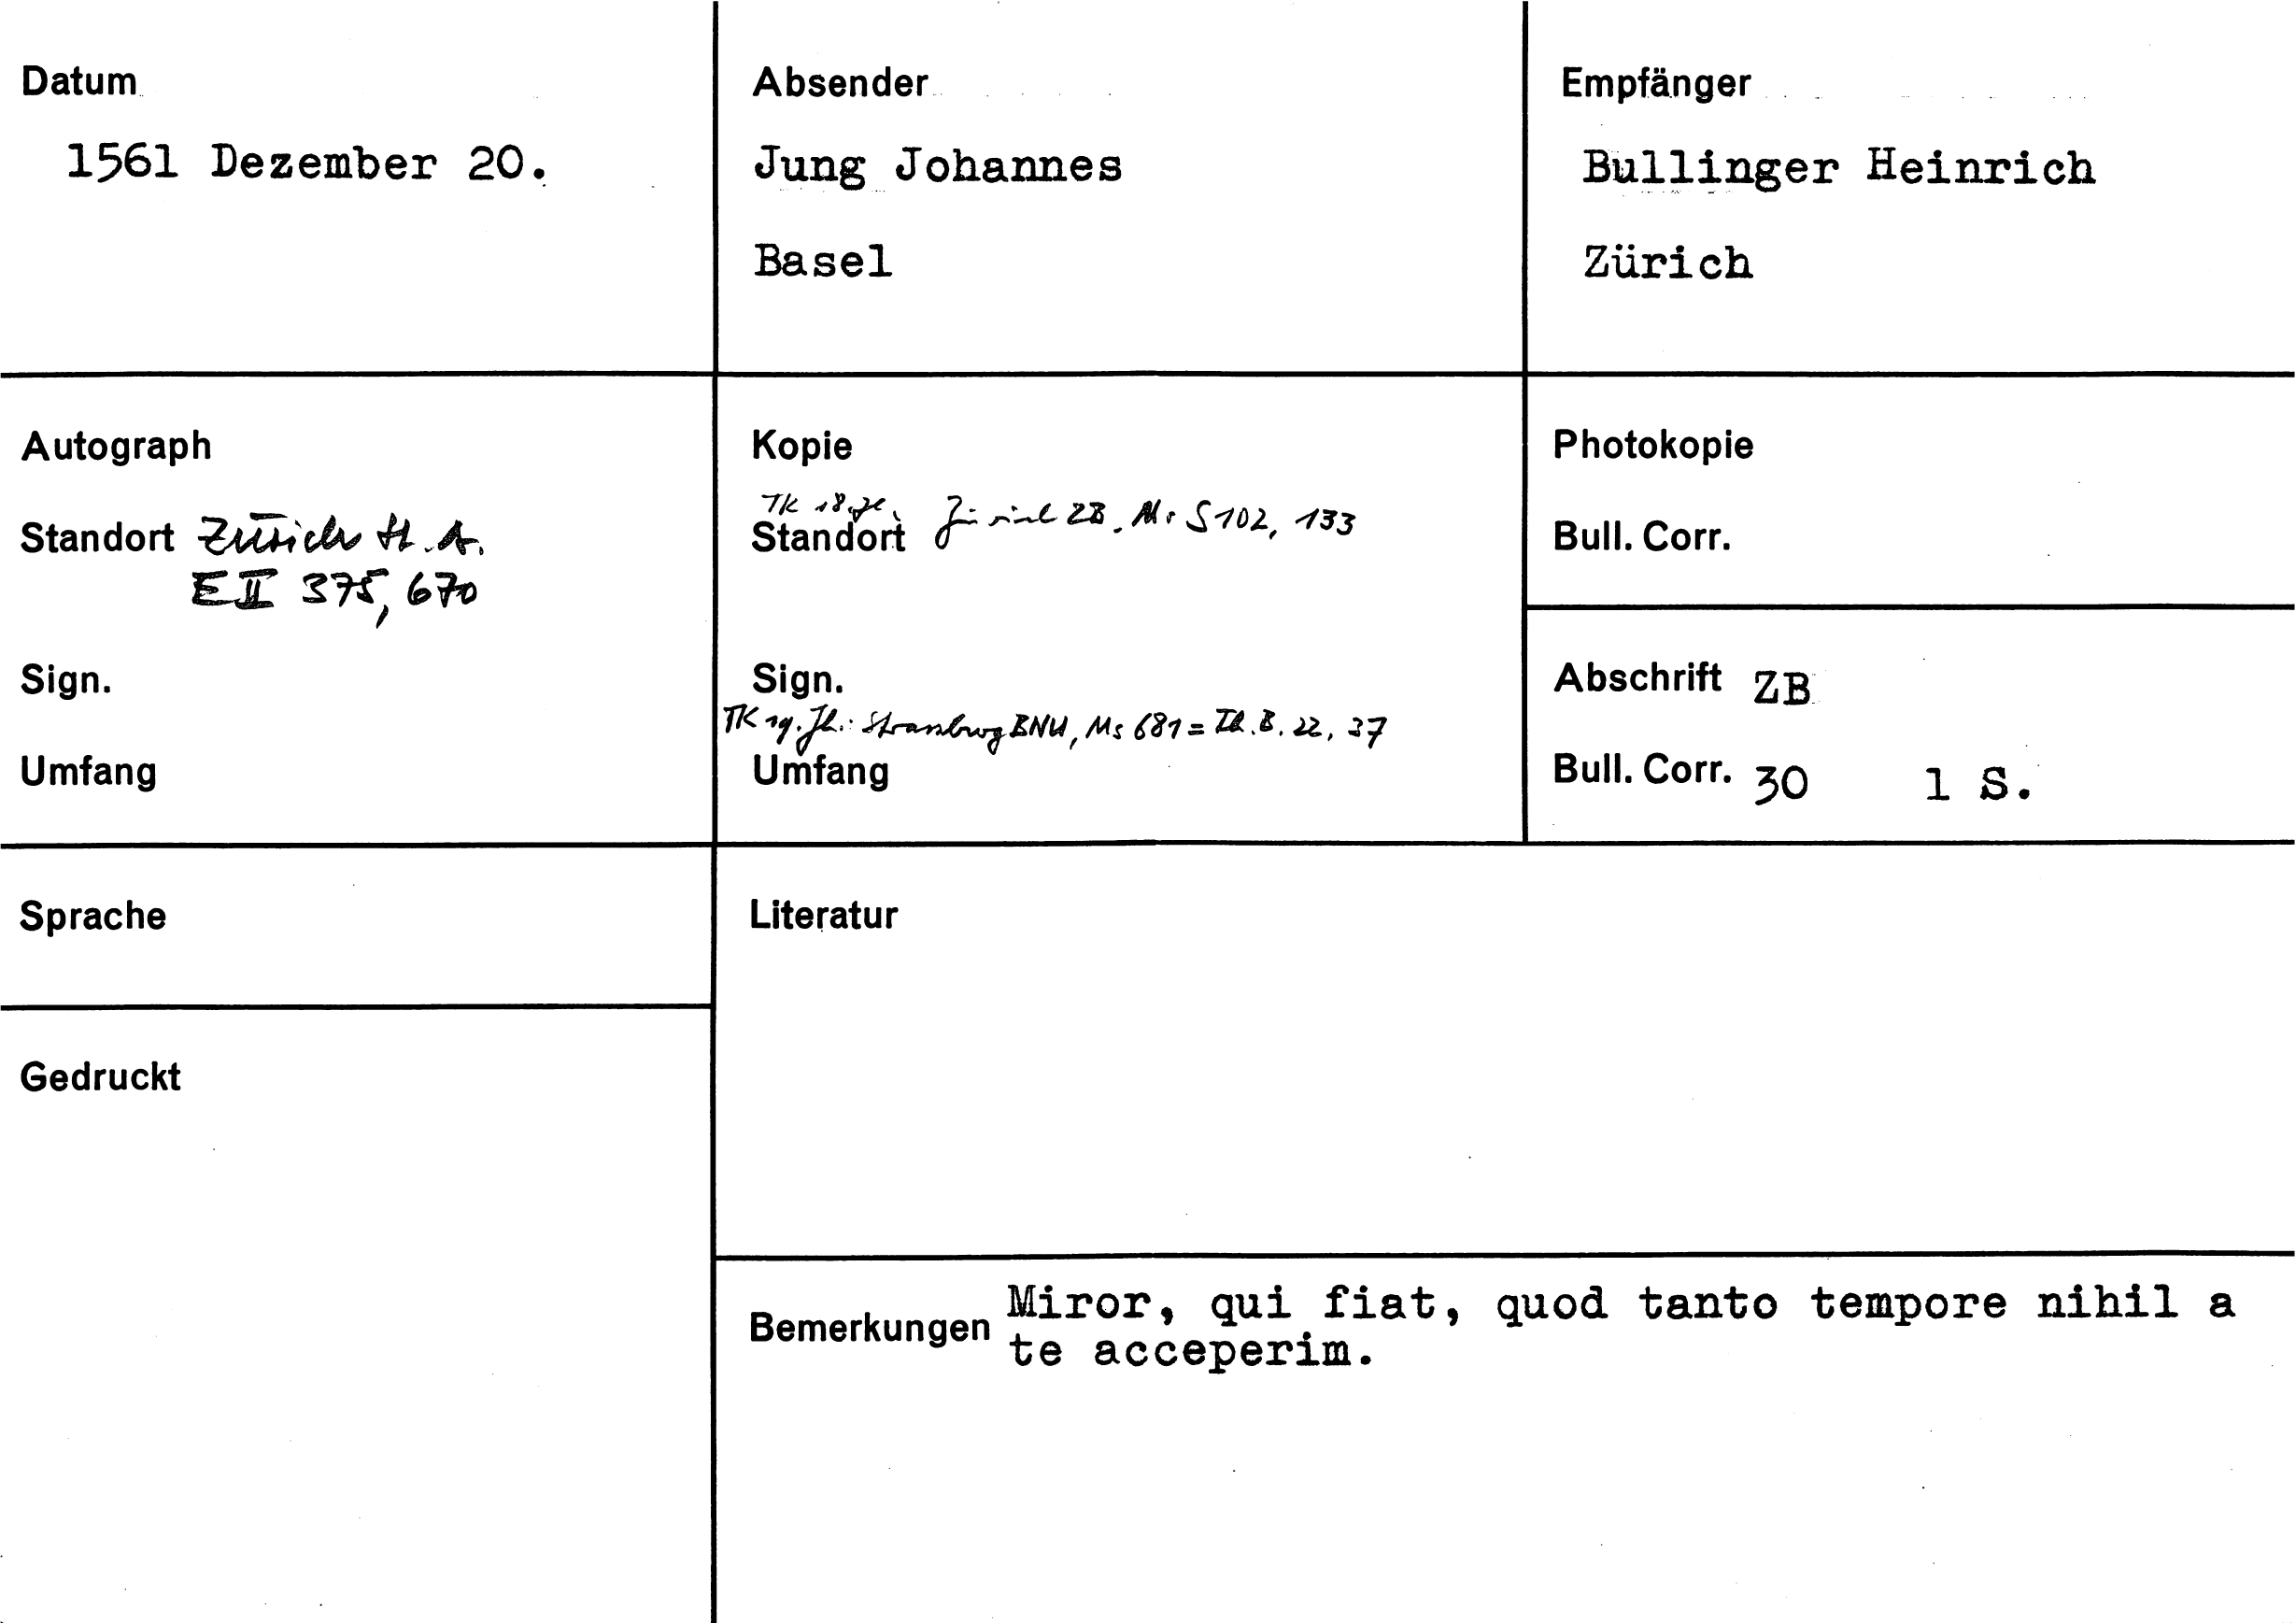 Datum
1561 Dezember 20.
Absender
Jung Johannes
Basel
Empfänger
Bullinger Heinrich
Zürich
Autograph
Standort Zürich St.A.
E II 375, 670
Sign.
Umfang
Kopie
TK 18. Jh.
Standort Zürich ZB, Ms S 102, 133
Sign.
TK 19. Jh.: Strassburg BNU, Ms 681 = Th. B. 22, 37
Umfang
Photokopie
Bull. Corr.
Abschrift ZB
Bull. Corr. 30 1 S.
Sprache
Gedruckt
Literatur
Bemerkungen Miror, qui fiat, quod tanto tempore nihil a
te acceperim.